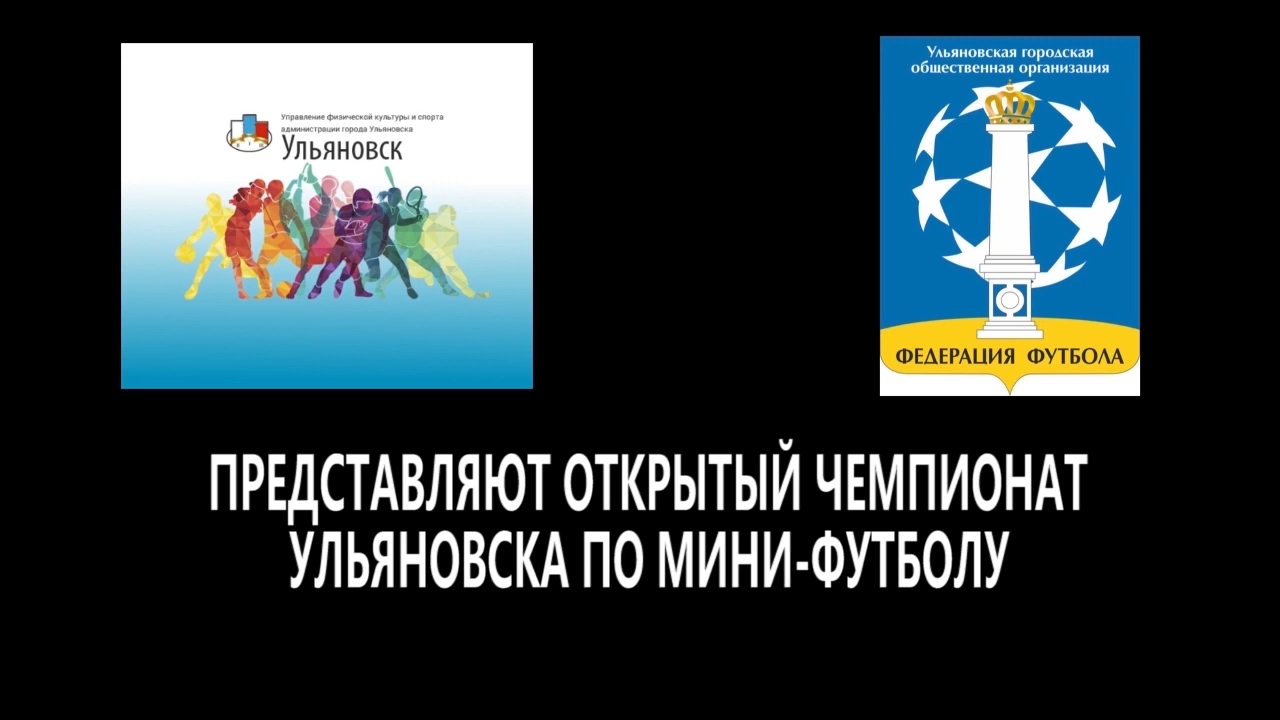 Управление физической культуры и спорта
администрации города Ульяновска
Ульяновск
Ульяновская городская
общественная организация
ФЕДЕРАЦИЯ ФУТБОЛА
ПРЕДСТАВЛЯЮТ ОТКРЫТЫЙ ЧЕМПИОНАТ
УЛЬЯНОВСКА ПО МИНИ-ФУТБОЛУ